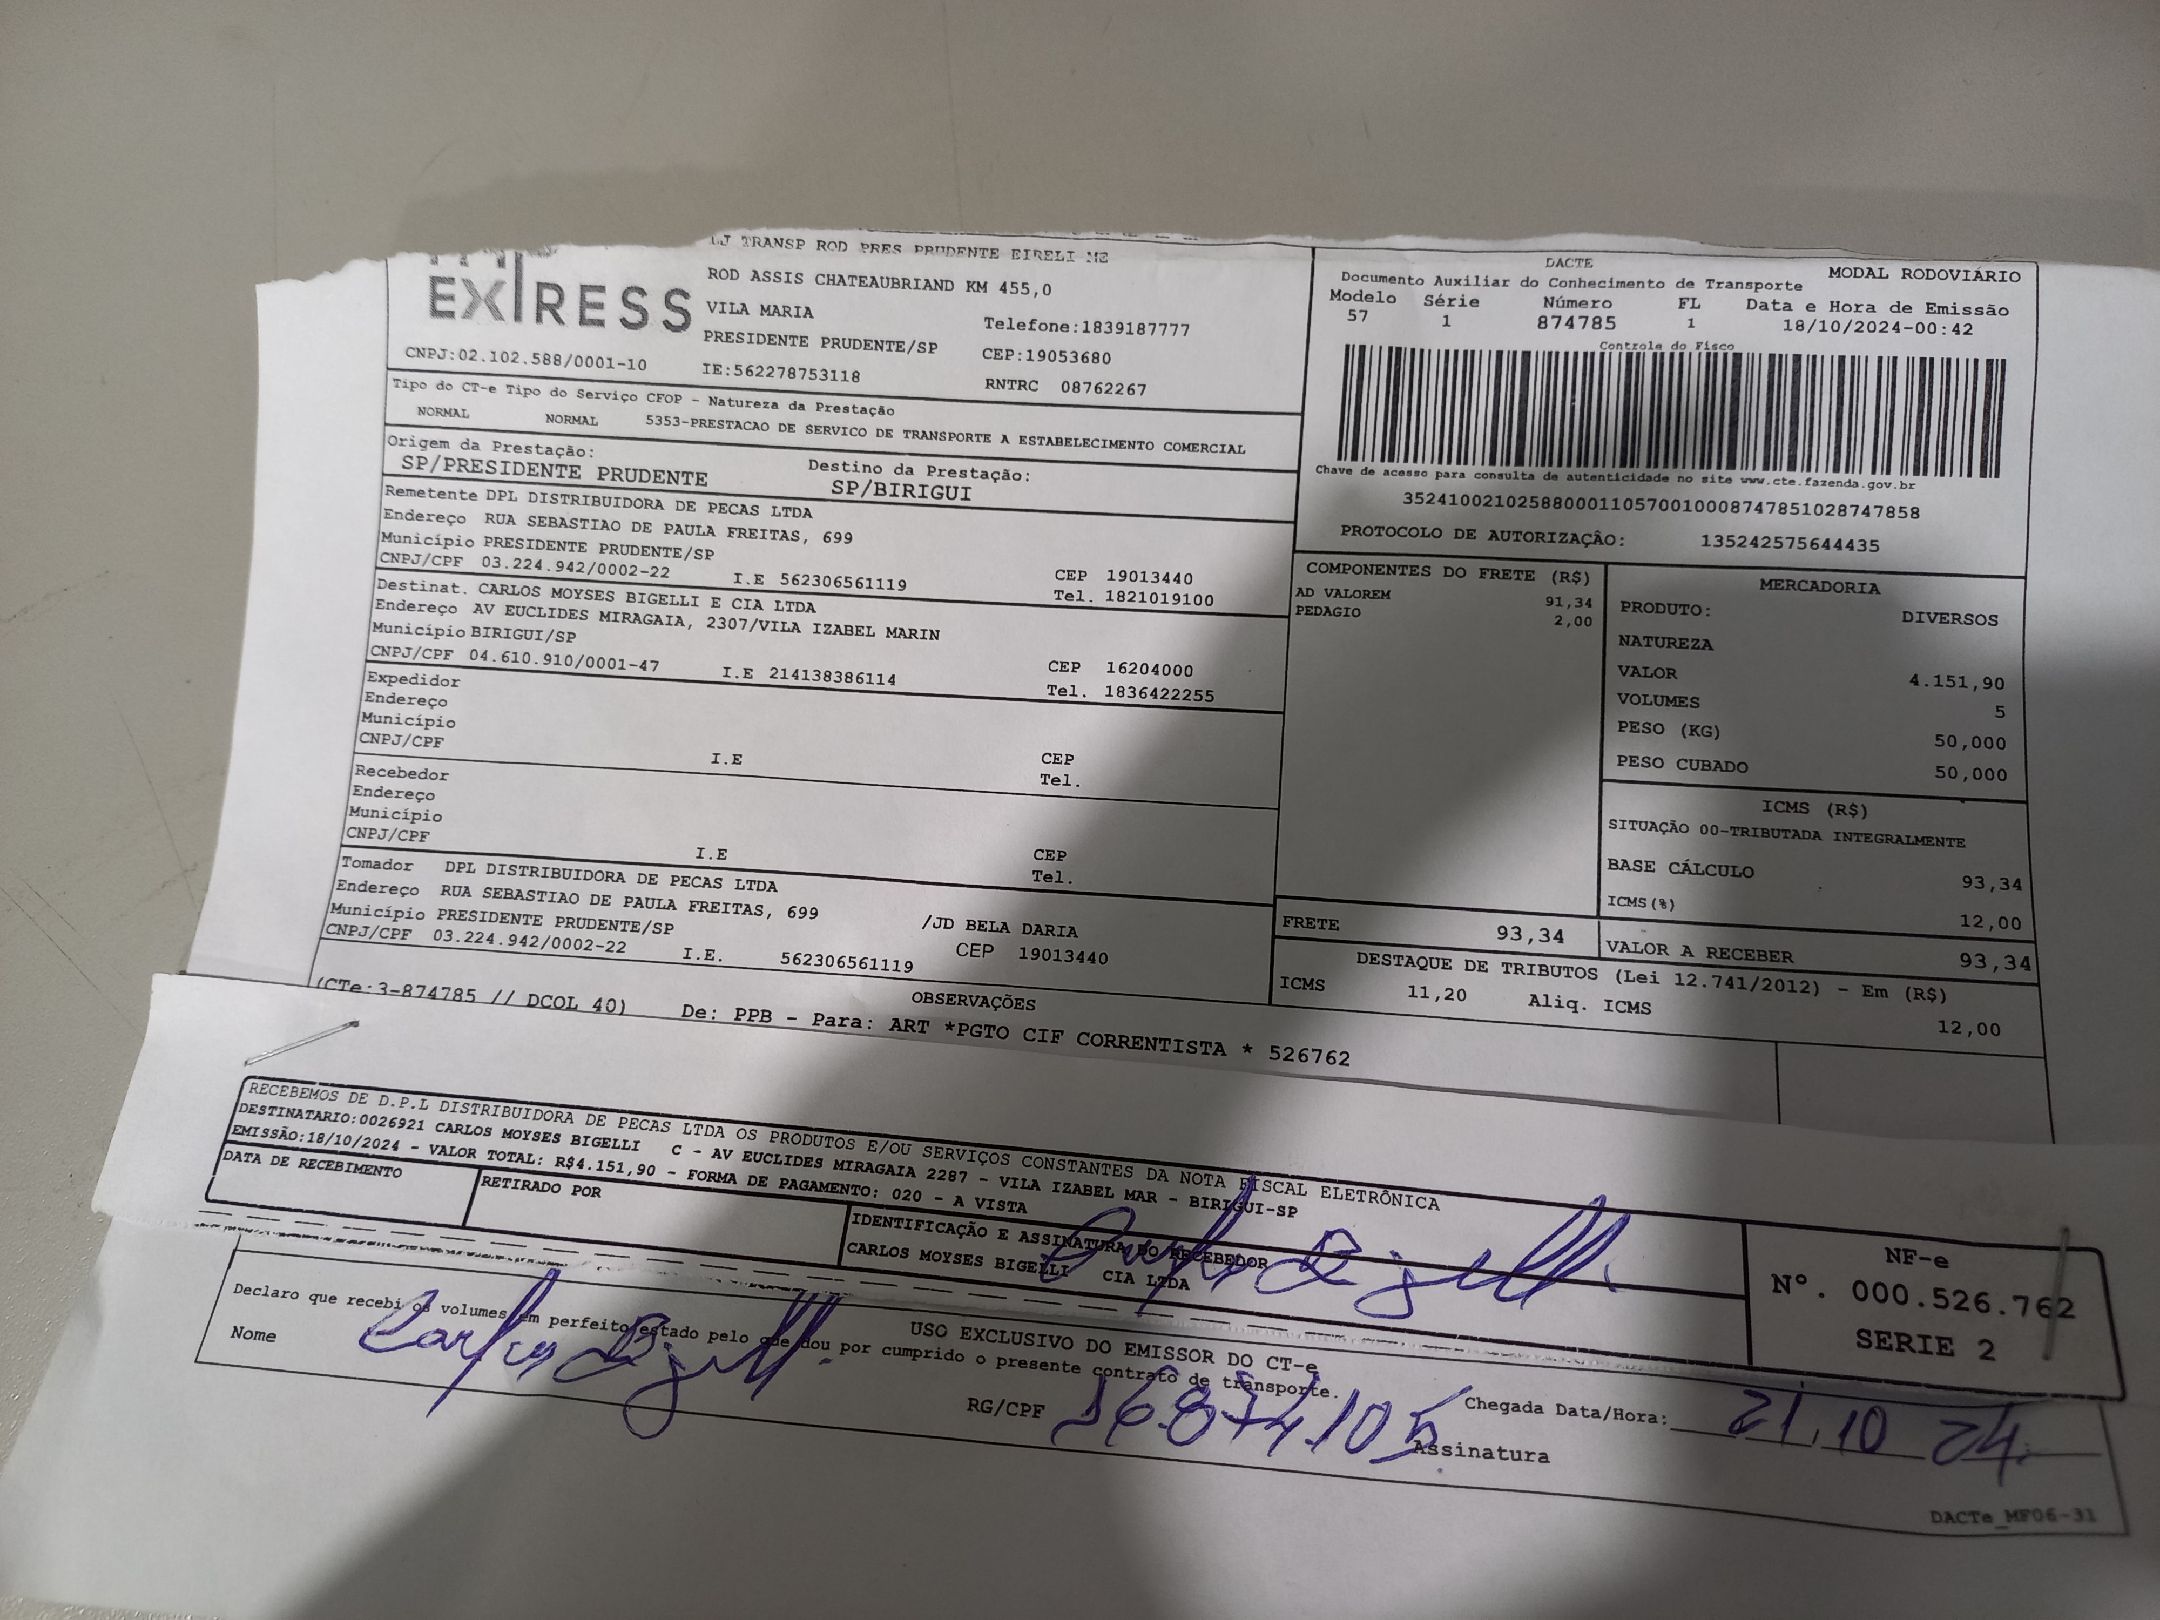 EXPRESS
TRANSP ROD PRES PRUDENTE EIRELI ME
ROD ASSIS CHATEAUBRIAND KM 455,0
VILA MARIA
Telefone:1839187777
PRESIDENTE PRUDENTE/SP
CEP:19053680
CNPJ:02.102.588/0001-10
IE:562278753118
RNTRC 08762267
DACTE
MODAL RODOVIÁRIO
Documento Auxiliar do Conhecimento de Transporte
Modelo Série Número FL Data e Hora de Emissão
57 1 874785 1 18/10/2024-00:42
Controle do Fisco
Chave de acesso para consulta de autenticidade no site www.cte.fazenda.gov.br
35241002102588000110570010008747851028747858
PROTOCOLO DE AUTORIZAÇÃO: 135242575644435
Tipo do CT-e Tipo do Serviço CFOP - Natureza da Prestação
NORMAL NORMAL 5353-PRESTACAO DE SERVICO DE TRANSPORTE A ESTABELECIMENTO COMERCIAL
Origem da Prestação: Destino da Prestação:
SP/PRESIDENTE PRUDENTE SP/BIRIGUI
Remetente DPL DISTRIBUIDORA DE PECAS LTDA
Endereço RUA SEBASTIAO DE PAULA FREITAS, 699
Município PRESIDENTE PRUDENTE/SP CEP 19013440
CNPJ/CPF 03.224.942/0002-22 I.E 562306561119 Tel. 1821019100
Destinat. CARLOS MOYSES BIGELLI E CIA LTDA
Endereço AV EUCLIDES MIRAGAIA, 2307/VILA IZABEL MARIN
Município BIRIGUI/SP CEP 16204000
CNPJ/CPF 04.610.910/0001-47 I.E 214138386114 Tel. 1836422255
Expedidor
Endereço
Município CEP
CNPJ/CPF I.E Tel.
Recebedor
Endereço
Município CEP
CNPJ/CPF I.E Tel.
Tomador DPL DISTRIBUIDORA DE PECAS LTDA
Endereço RUA SEBASTIAO DE PAULA FREITAS, 699 /JD BELA DARIA
Município PRESIDENTE PRUDENTE/SP CEP 19013440
CNPJ/CPF 03.224.942/0002-22 I.E. 562306561119
COMPONENTES DO FRETE (R$)
AD VALOREM 91,34
PEDAGIO 2,00
FRETE 93,34
MERCADORIA
PRODUTO: DIVERSOS
NATUREZA
VALOR 4.151,90
VOLUMES 5
PESO (KG) 50,000
PESO CUBADO 50,000
ICMS (R$)
SITUAÇÃO 00-TRIBUTADA INTEGRALMENTE
BASE CÁLCULO 93,34
ICMS(%) 12,00
VALOR A RECEBER 93,34
DESTAQUE DE TRIBUTOS (Lei 12.741/2012) - Em (R$)
ICMS 11,20 Aliq. ICMS 12,00
OBSERVAÇÕES
(CTe:3-874785 // DCOL 40) De: PPB - Para: ART *PGTO CIF CORRENTISTA * 526762
RECEBEMOS DE D.P.L DISTRIBUIDORA DE PECAS LTDA OS PRODUTOS E/OU SERVIÇOS CONSTANTES DA NOTA FISCAL ELETRÔNICA
DESTINATARIO:0026921 CARLOS MOYSES BIGELLI C - AV EUCLIDES MIRAGAIA 2287 - VILA IZABEL MAR - BIRIGUI-SP
EMISSÃO:18/10/2024 - VALOR TOTAL: R$4.151,90 - FORMA DE PAGAMENTO: 020 - A VISTA
DATA DE RECEBIMENTO
RETIRADO POR
IDENTIFICAÇÃO E ASSINATURA DO RECEBEDOR
CARLOS MOYSES BIGELLI CIA LTDA
Carlos Bigelli
NF-e
Nº. 000.526.762
SERIE 2
USO EXCLUSIVO DO EMISSOR DO CT-e
Declaro que recebi os volumes em perfeito estado pelo que dou por cumprido o presente contrato de transporte.
Nome Carlos Bigelli
RG/CPF 16.874.105
Assinatura
Chegada Data/Hora: 21.10 24
DACTe_MF06-31